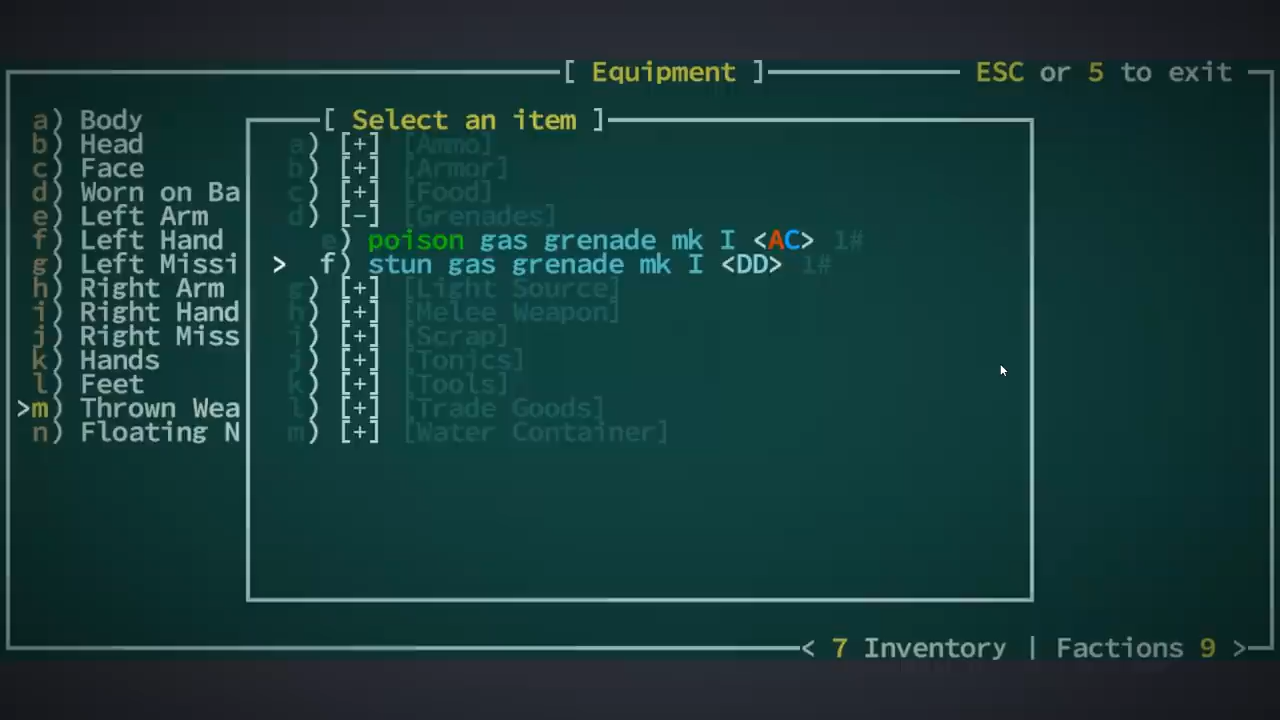 [ Equipment ] ESC or 5 to exit
[ Select an item ]
a) Body
b) Head a) [+] [Ammo]
c) Face b) [+] [Armor]
d) Worn on Ba c) [+] [Food]
e) Left Arm d) [-] [Grenades]
f) Left Hand e) poison gas grenade mk I <AC> 1#
g) Left Missi > f) stun gas grenade mk I <DD> 1#
h) Right Arm g) [+] [Light Source]
i) Right Hand h) [+] [Melee Weapon]
j) Right Miss i) [+] [Scrap]
k) Hands j) [+] [Tonics]
l) Feet k) [+] [Tools]
>m) Thrown Wea l) [+] [Trade Goods]
n) Floating N m) [+] [Water Container]
< 7 Inventory | Factions 9 >